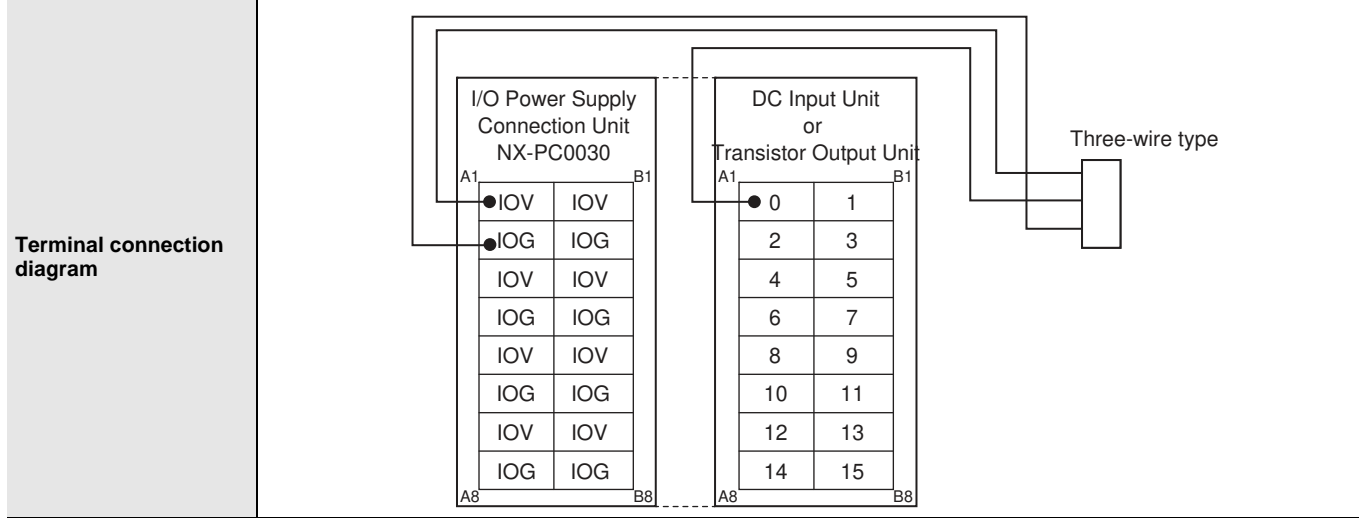 Terminal connection
diagram
I/O Power Supply
Connection Unit
NX-PC0030
A1 B1
IOV IOV
IOG IOG
IOV IOV
IOG IOG
IOV IOV
IOG IOG
IOV IOV
IOG IOG
A8 B8
DC Input Unit
or
Transistor Output Unit
A1 B1
0 1
2 3
4 5
6 7
8 9
10 11
12 13
14 15
A8 B8
Three-wire type